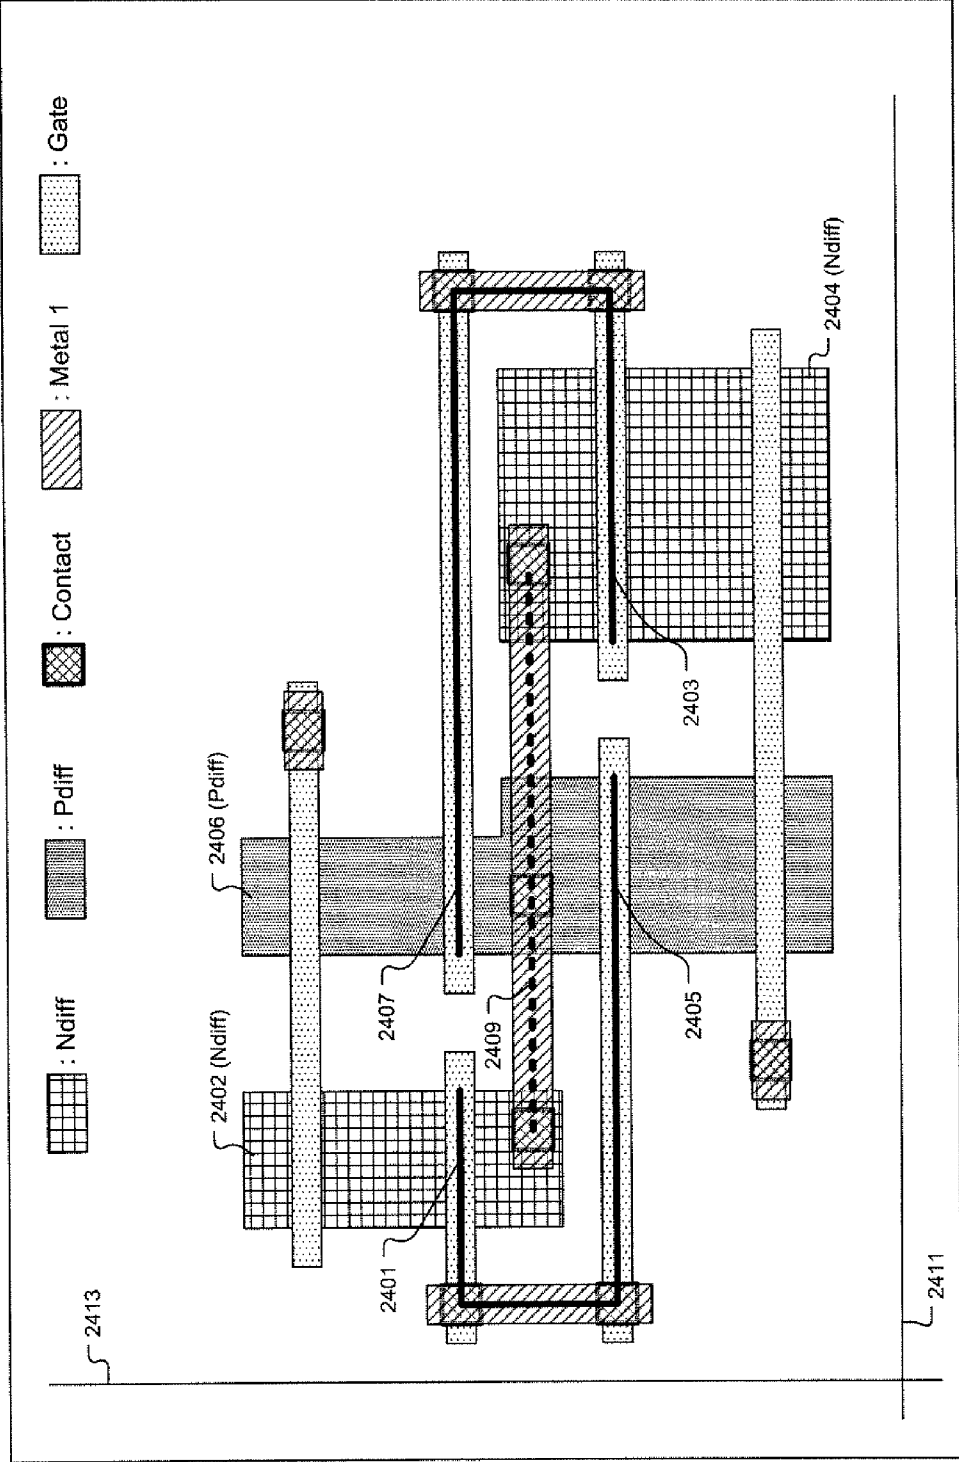 : Ndiff
: Pdiff
: Contact
: Metal 1
: Gate
2413
2402 (Ndiff)
2406 (Pdiff)
2401
2407
2409
2405
2403
2404 (Ndiff)
2411